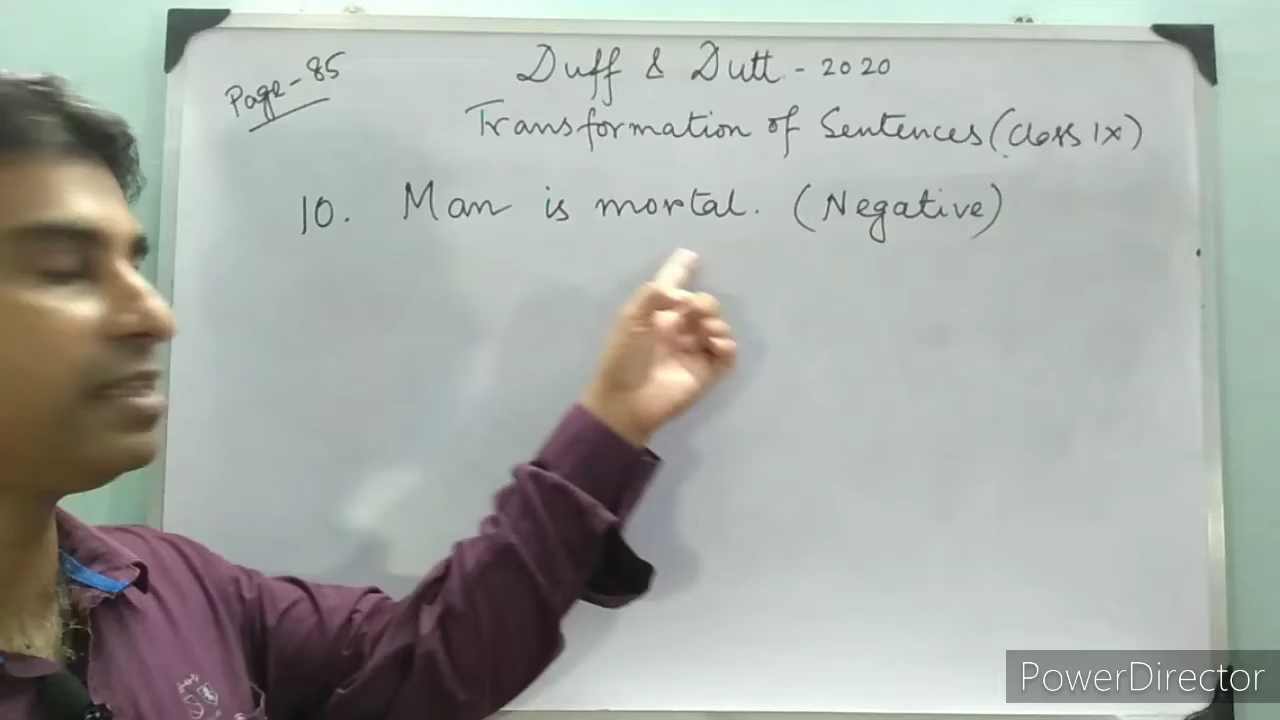 Page-85
Duff & Dutt - 2020
Transformation of Sentences (Class IX)
10. Man is mortal. (Negative)
PowerDirector